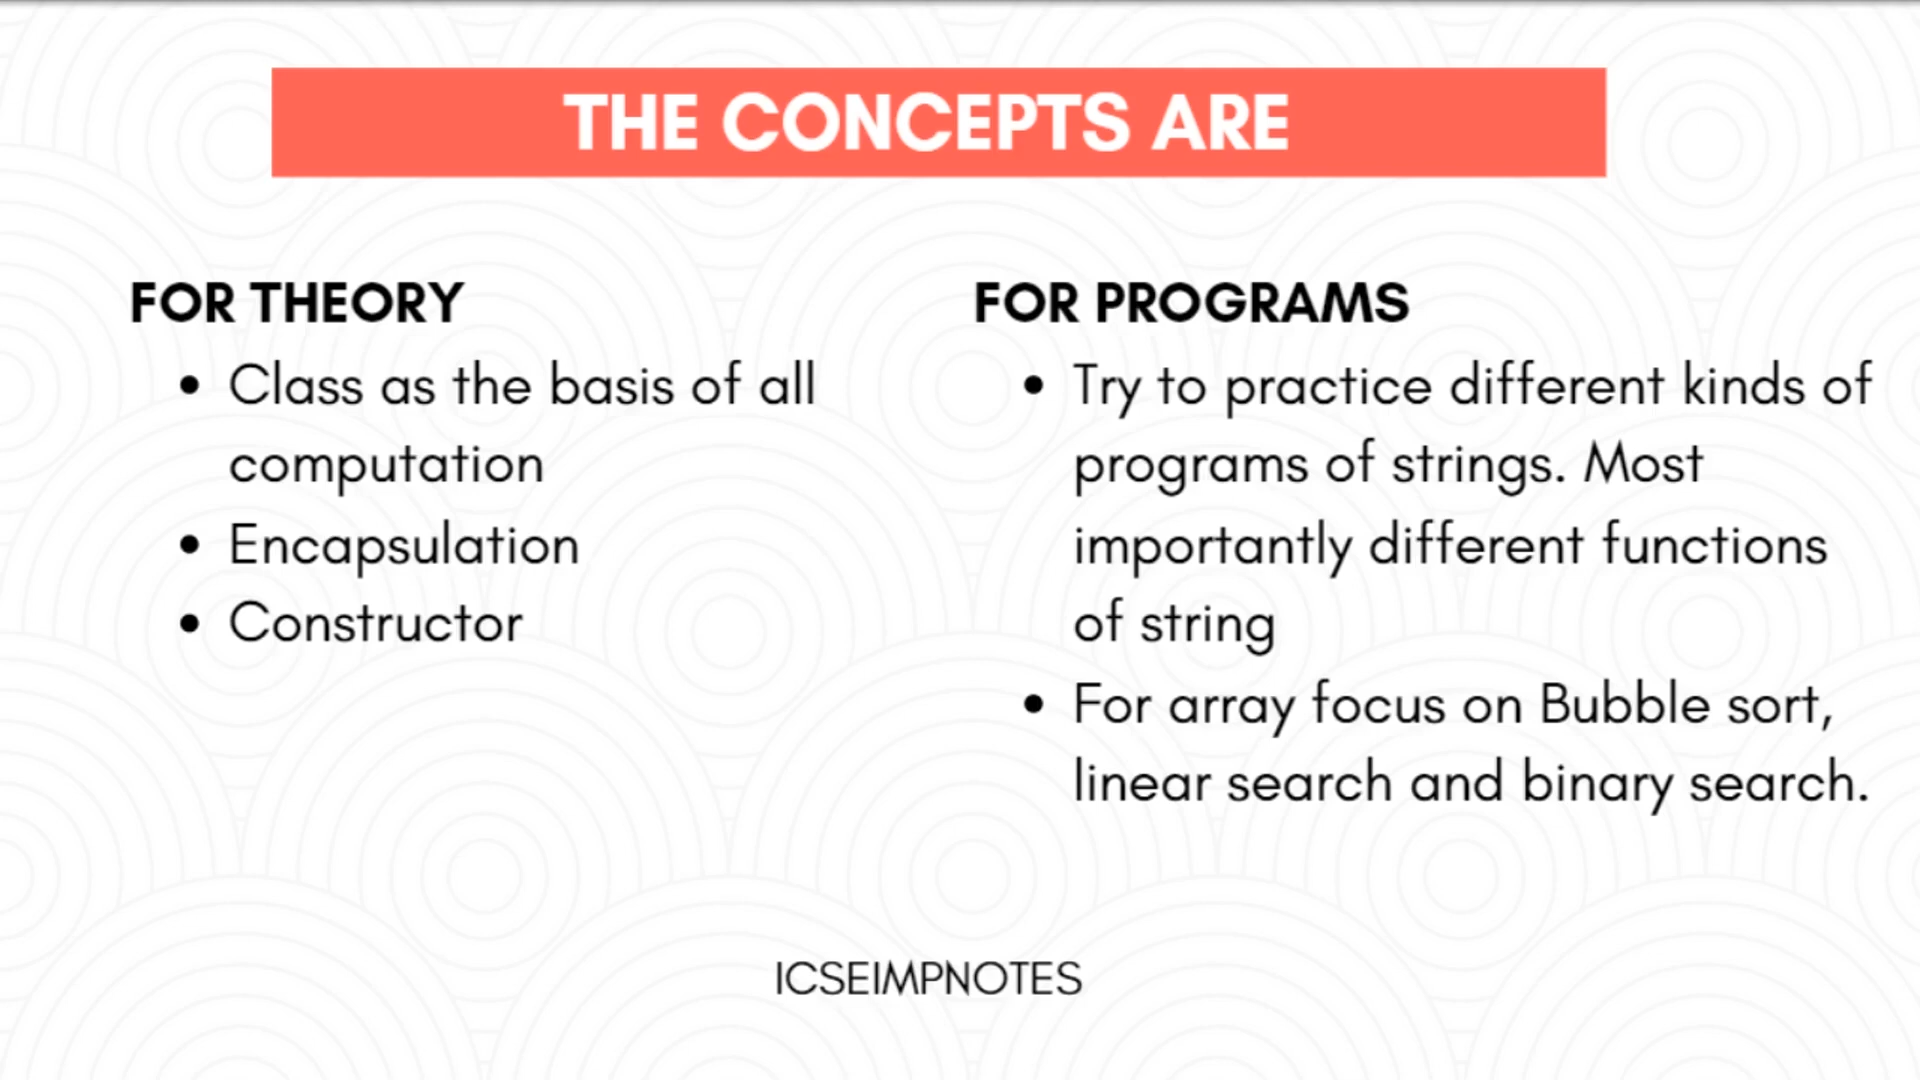 THE CONCEPTS ARE
FOR THEORY
• Class as the basis of all
computation
• Encapsulation
• Constructor
FOR PROGRAMS
• Try to practice different kinds of
programs of strings. Most
importantly different functions
of string
• For array focus on Bubble sort,
linear search and binary search.
ICSEIMPNOTES